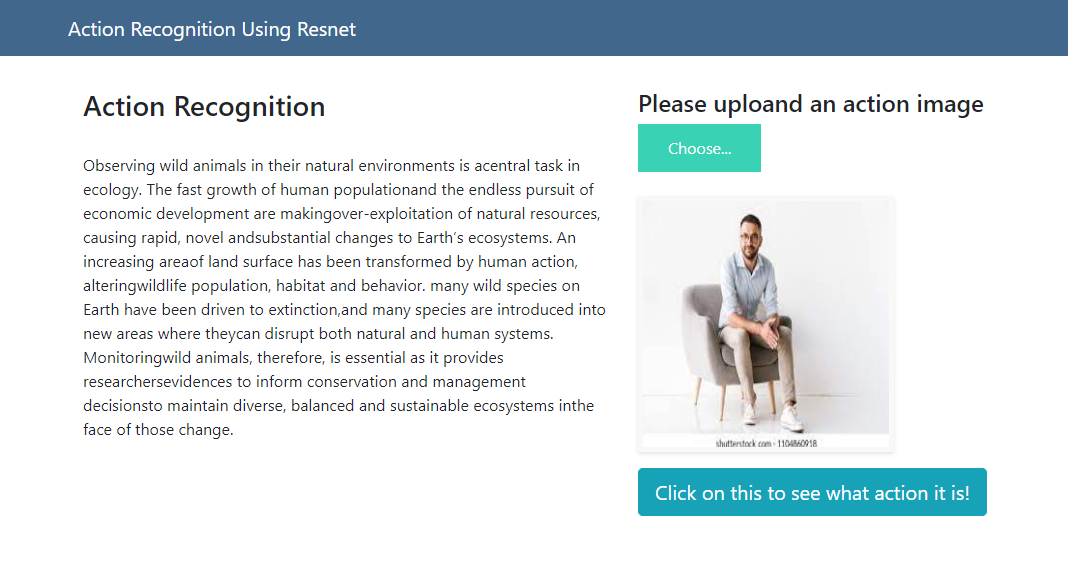 Action Recognition Using Resnet
Action Recognition
Observing wild animals in their natural environments is acentral task in
ecology. The fast growth of human populationand the endless pursuit of
economic development are makingover-exploitation of natural resources,
causing rapid, novel andsubstantial changes to Earth's ecosystems. An
increasing areaof land surface has been transformed by human action,
alteringwildlife population, habitat and behavior. many wild species on
Earth have been driven to extinction,and many species are introduced into
new areas where theycan disrupt both natural and human systems.
Monitoringwild animals, therefore, is essential as it provides
researchersevidences to inform conservation and management
decisionsto maintain diverse, balanced and sustainable ecosystems inthe
face of those change.
Please uploand an action image
Choose...
shutterstock.com · 1104860918
Click on this to see what action it is!